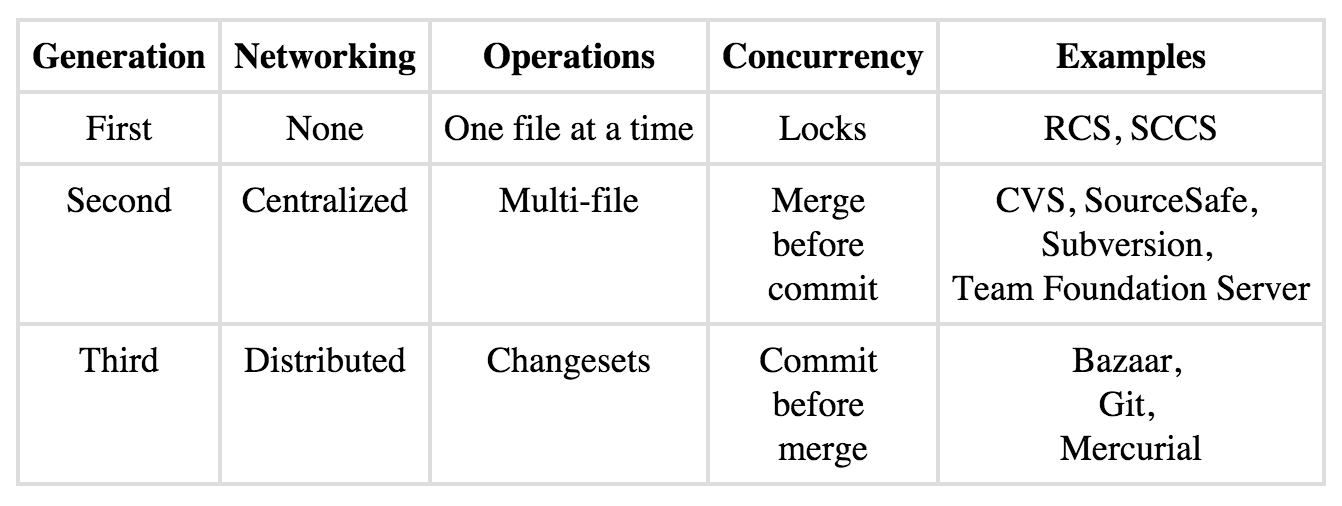 Generation Networking Operations Concurrency Examples
First None One file at a time Locks RCS, SCCS
Second Centralized Multi-file Merge CVS, SourceSafe,
before Subversion,
commit Team Foundation Server
Third Distributed Changesets Commit Bazaar,
before Git,
merge Mercurial